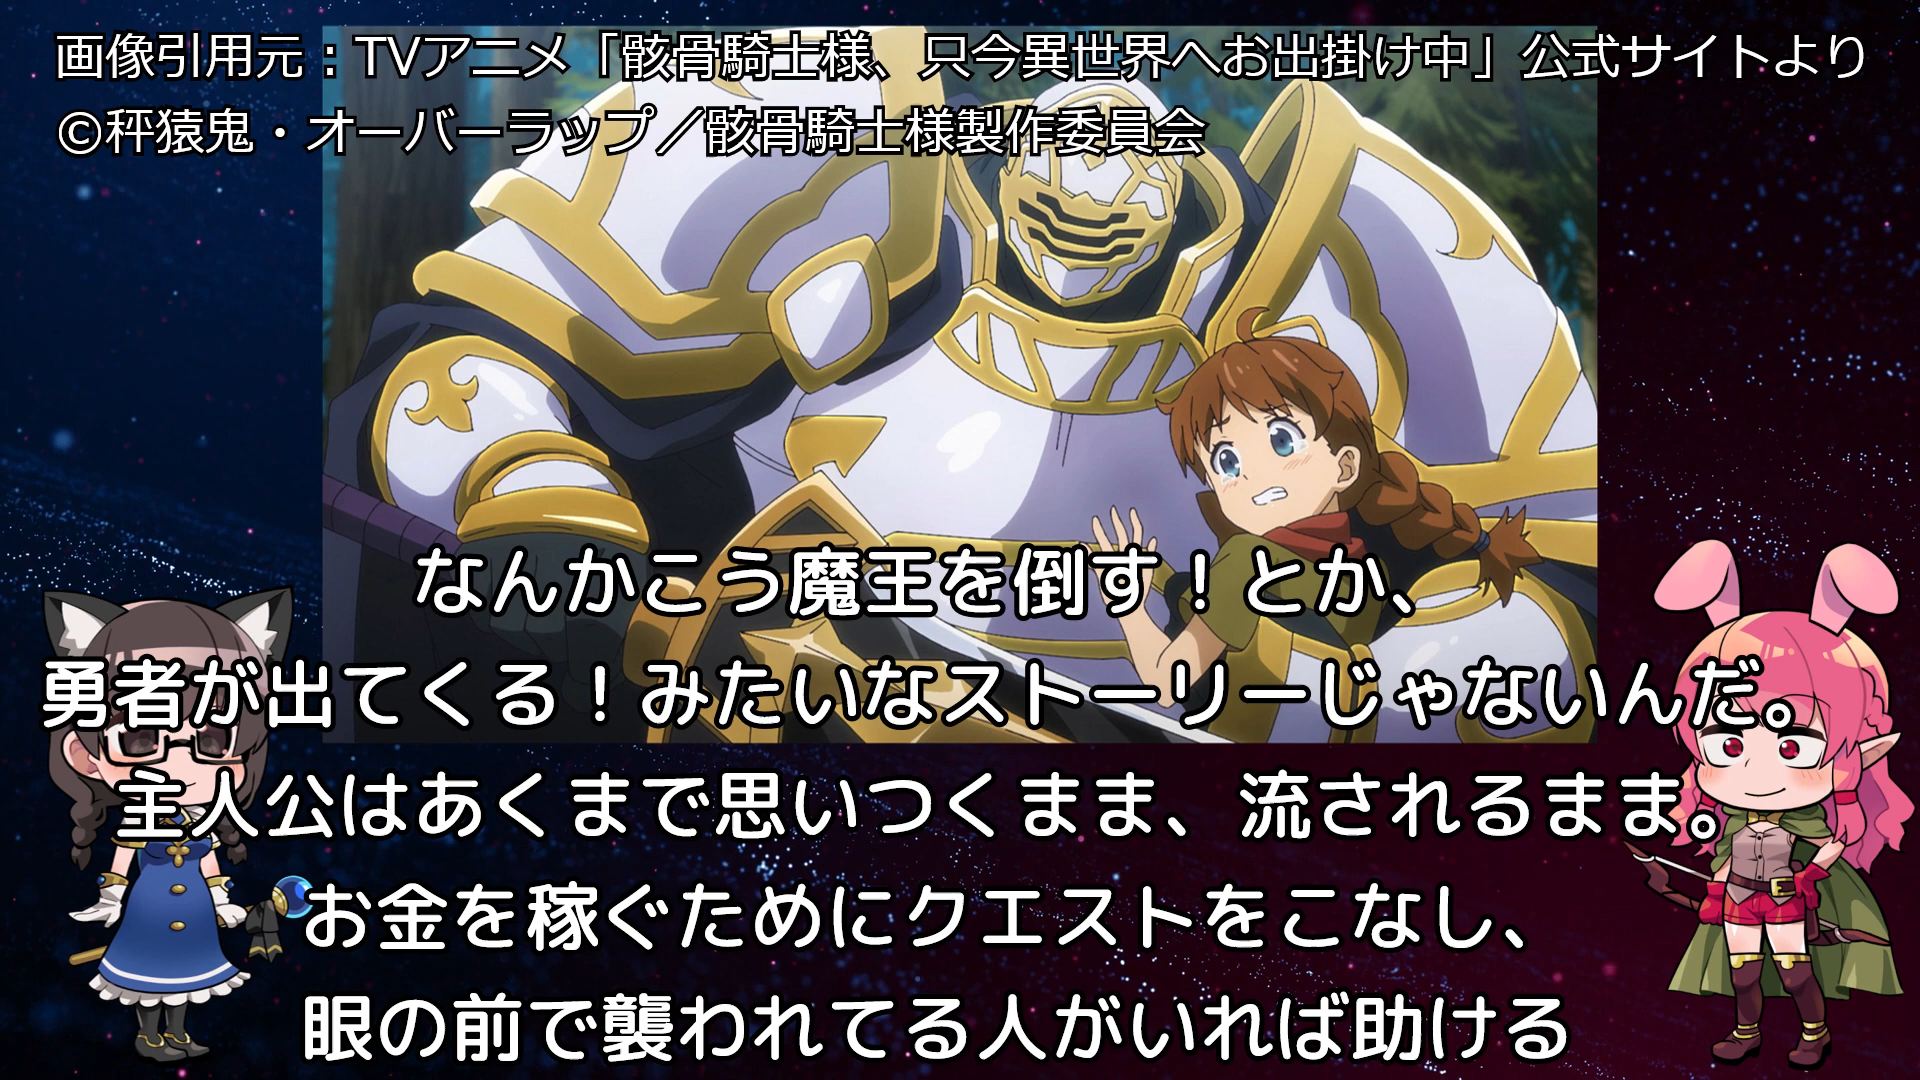 画像引用元：TVアニメ「骸骨騎士様、只今異世界へお出掛け中」公式サイトより
©秤猿鬼・オーバーラップ／骸骨騎士様製作委員会
なんかこう魔王を倒す！とか、
勇者が出てくる！みたいなストーリーじゃないんだ。
主人公はあくまで思いつくまま、流されるまま。
お金を稼ぐためにクエストをこなし、
眼の前で襲われてる人がいれば助ける